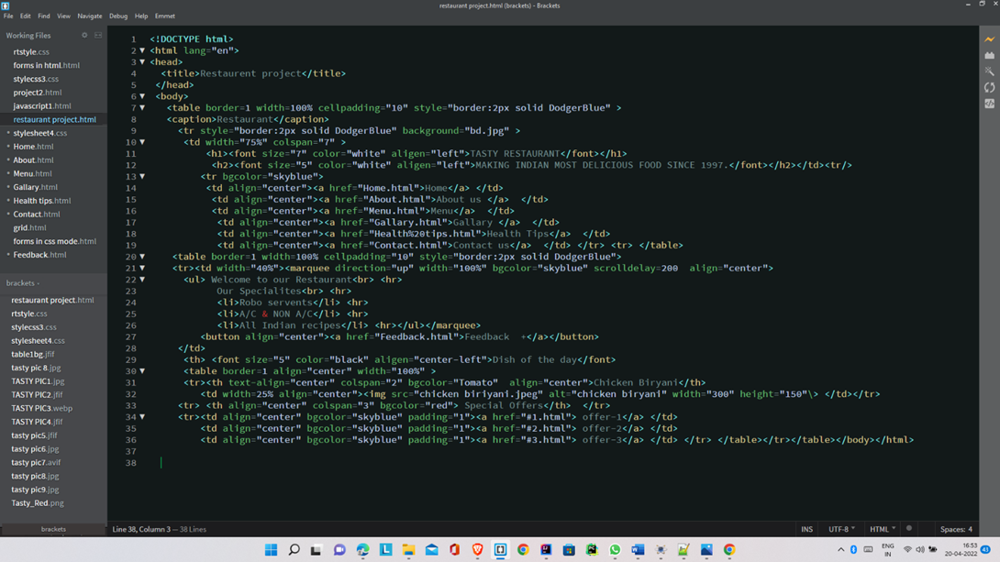 restaurant project.html (brackets) - Brackets
File Edit Find View Navigate Debug Help Emmet
Working Files
rtstyle.css
forms in html.html
stylecss3.css
project2.html
javascript1.html
restaurant project.html
stylesheet4.css
Home.html
About.html
Menu.html
Gallary.html
Health tips.html
Contact.html
grid.html
forms in css mode.html
Feedback.html
brackets
restaurant project.html
rtstyle.css
stylecss3.css
stylesheet4.css
table1bg.jfif
tasty pic 8.jpg
TASTY PIC1.jpg
TASTY PIC2.jfif
TASTY PIC3.webp
TASTY PIC4.jpg
tasty pic5.jfif
tasty pic6.jpg
tasty pic7.avif
tasty pic8.jpg
tasty pic9.jpg
Tasty_Red.png
brackets
1 <!DOCTYPE html>
2 <html lang="en">
3 <head>
4 <title>Restaurent project</title>
5 </head>
6 <body>
7 <table border=1 width=100% cellpadding="10" style="border:2px solid DodgerBlue" >
8 <caption>Restaurant</caption>
9 <tr style="border:2px solid DodgerBlue" background="bd.jpg" >
10 <td width="75%" colspan="7" >
11 <h1><font size="7" color="white" aligen="left">TASTY RESTAURANT</font></h1>
12 <h2><font size="5" color="white" aligen="left">MAKING INDIAN MOST DELICIOUS FOOD SINCE 1997.</font></h2></td><tr/>
13 <tr bgcolor="skyblue">
14 <td align="center"><a href="Home.html">Home</a> </td>
15 <td align="center"><a href="About.html">About us </a> </td>
16 <td align="center"><a href="Menu.html">Menu</a> </td>
17 <td align="center"><a href="Gallary.html">Gallary </a> </td>
18 <td align="center"><a href="Health%20tips.html">Health Tips</a> </td>
19 <td align="center"><a href="Contact.html">Contact us</a> </td> </tr> <tr> </table>
20 <table border=1 width=100% cellpadding="10" style="border:2px solid DodgerBlue">
21 <tr><td width="40%"><marquee direction="up" width="100%" bgcolor="skyblue" scrolldelay=200 align="center">
22 <ul> Welcome to our Restaurant<br> <hr>
23 Our Specialites<br> <hr>
24 <li>Robo servents</li> <hr>
25 <li>A/C & NON A/C</li> <hr>
26 <li>All Indian recipes</li> <hr></ul></marquee>
27 <button align="center"><a href="Feedback.html">Feedback +</a></button>
28 </td>
29 <th> <font size="5" color="black" aligen="center-left">Dish of the day</font>
30 <table border=1 align="center" width="100%" >
31 <tr><th text-align="center" colspan="2" bgcolor="Tomato" align="center">Chicken Biryani</th>
32 <td width=25% align="center"><img src="chicken biriyani.jpeg" alt="chicken biryani" width="300" height="150"\> </td></tr>
33 <tr> <th align="center" colspan="3" bgcolor="red"> Special Offers</th> </tr>
34 <tr><td align="center" bgcolor="skyblue" padding="1"><a href="#1.html"> offer-1</a> </td>
35 <td align="center" bgcolor="skyblue" padding="1"><a href="#2.html"> offer-2</a> </td>
36 <td align="center" bgcolor="skyblue" padding="1"><a href="#3.html"> offer-3</a> </td> </tr> </table></tr></table></body></html>
37
38
Line 38, Column 3 — 38 Lines
INS UTF-8 HTML Spaces: 4
ENG
IN
16:53
20-04-2022
43